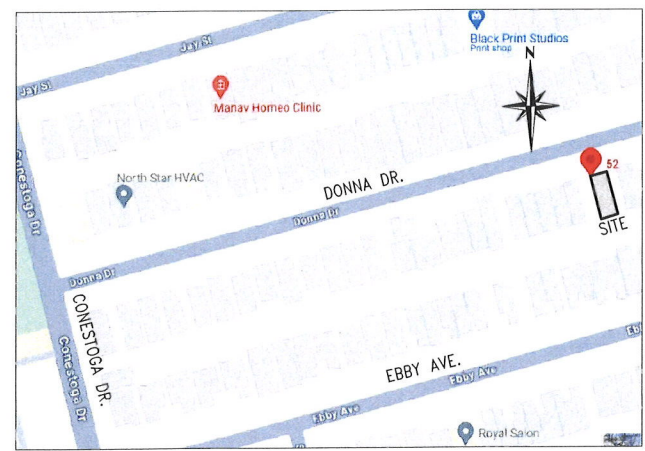 Black Print Studios
Print shop
Jay St
Jay St
N
Manav Homeo Clinic
52
North Star HVAC
DONNA DR.
Donna Dr
SITE
Conestoga Dr
Donna Dr
CONESTOGA DR.
Conestoga Dr
EBBY AVE.
Ebby Ave
Eb
Ebby Ave
Royal Salon